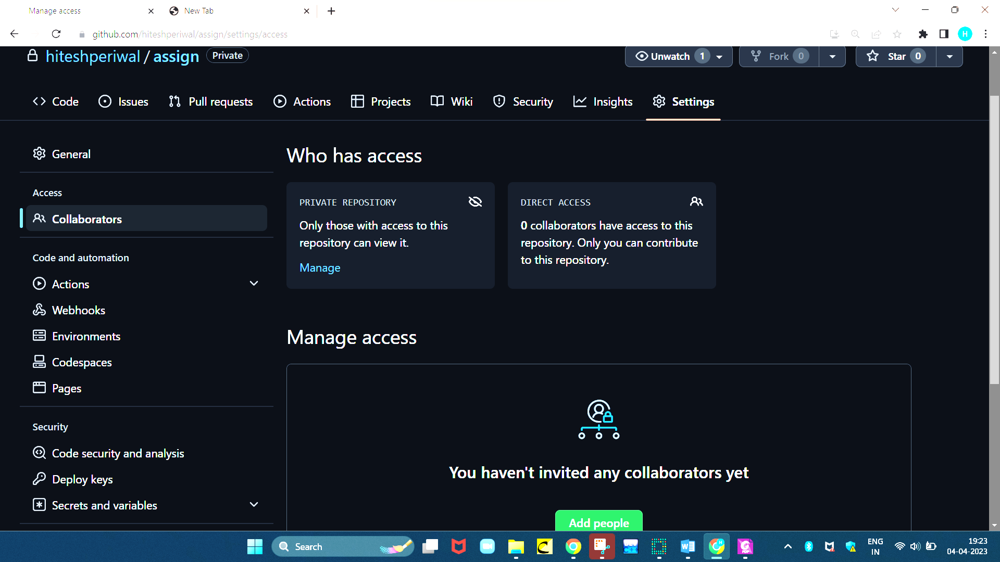 Manage access
New Tab
github.com/hiteshperiwal/assign/settings/access
H
hiteshperiwal / assign Private
Unwatch 1
Fork 0
Star 0
Code Issues Pull requests Actions Projects Wiki Security Insights Settings
General
Access
Collaborators
Code and automation
Actions
Webhooks
Environments
Codespaces
Pages
Security
Code security and analysis
Deploy keys
Secrets and variables
Who has access
PRIVATE REPOSITORY
Only those with access to this
repository can view it.
Manage
DIRECT ACCESS
0 collaborators have access to this
repository. Only you can contribute
to this repository.
Manage access
You haven't invited any collaborators yet
Add people
Search
ENG
IN
19:23
04-04-2023